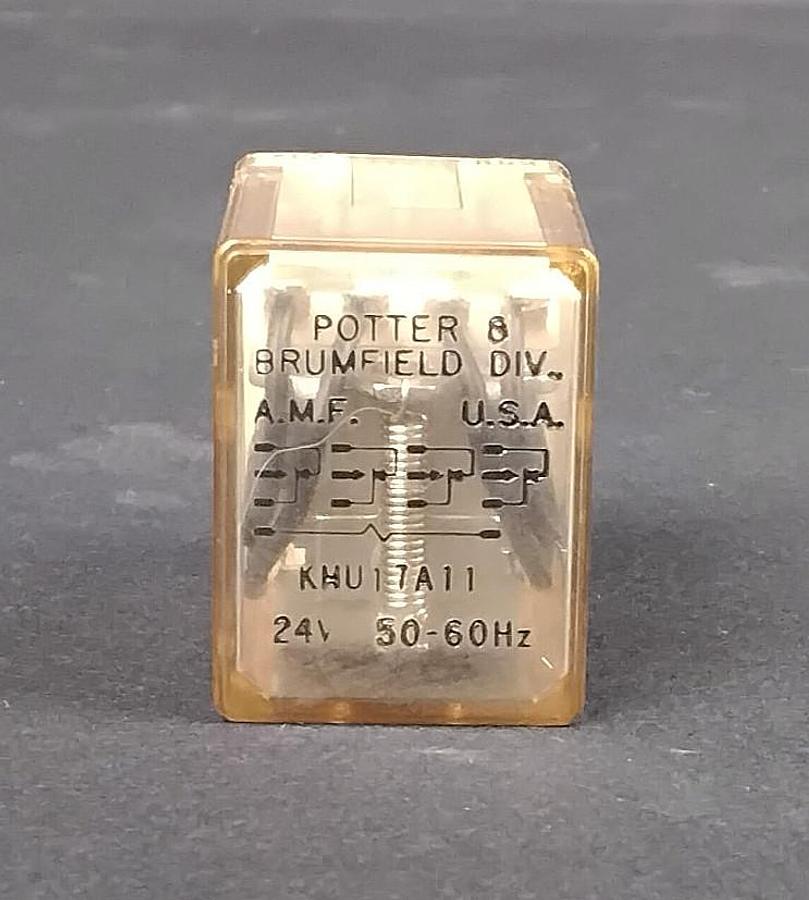 POTTER &
BRUMFIELD DIV.
A.M.F. U.S.A.
KHU17A11
24V 50-60Hz